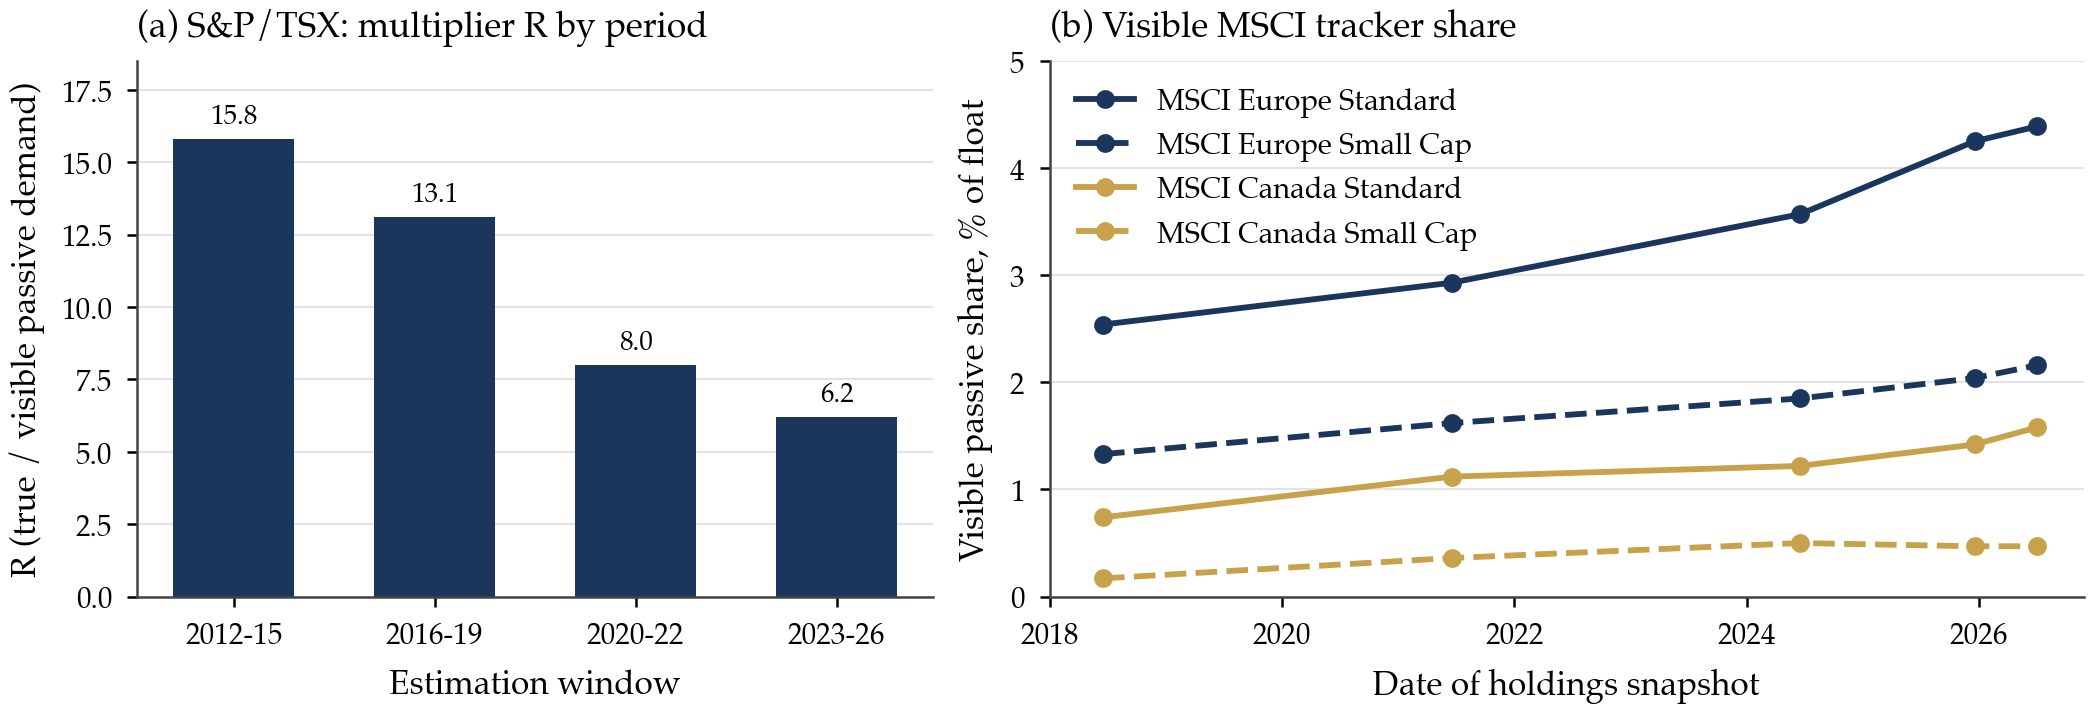 (a) S&P/TSX: multiplier R by period
R (true / visible passive demand)
17.5
15.0
12.5
10.0
7.5
5.0
2.5
0.0
15.8
13.1
8.0
6.2
2012-15
2016-19
2020-22
2023-26
Estimation window
(b) Visible MSCI tracker share
Visible passive share, % of float
5
4
3
2
1
0
MSCI Europe Standard
MSCI Europe Small Cap
MSCI Canada Standard
MSCI Canada Small Cap
2018
2020
2022
2024
2026
Date of holdings snapshot